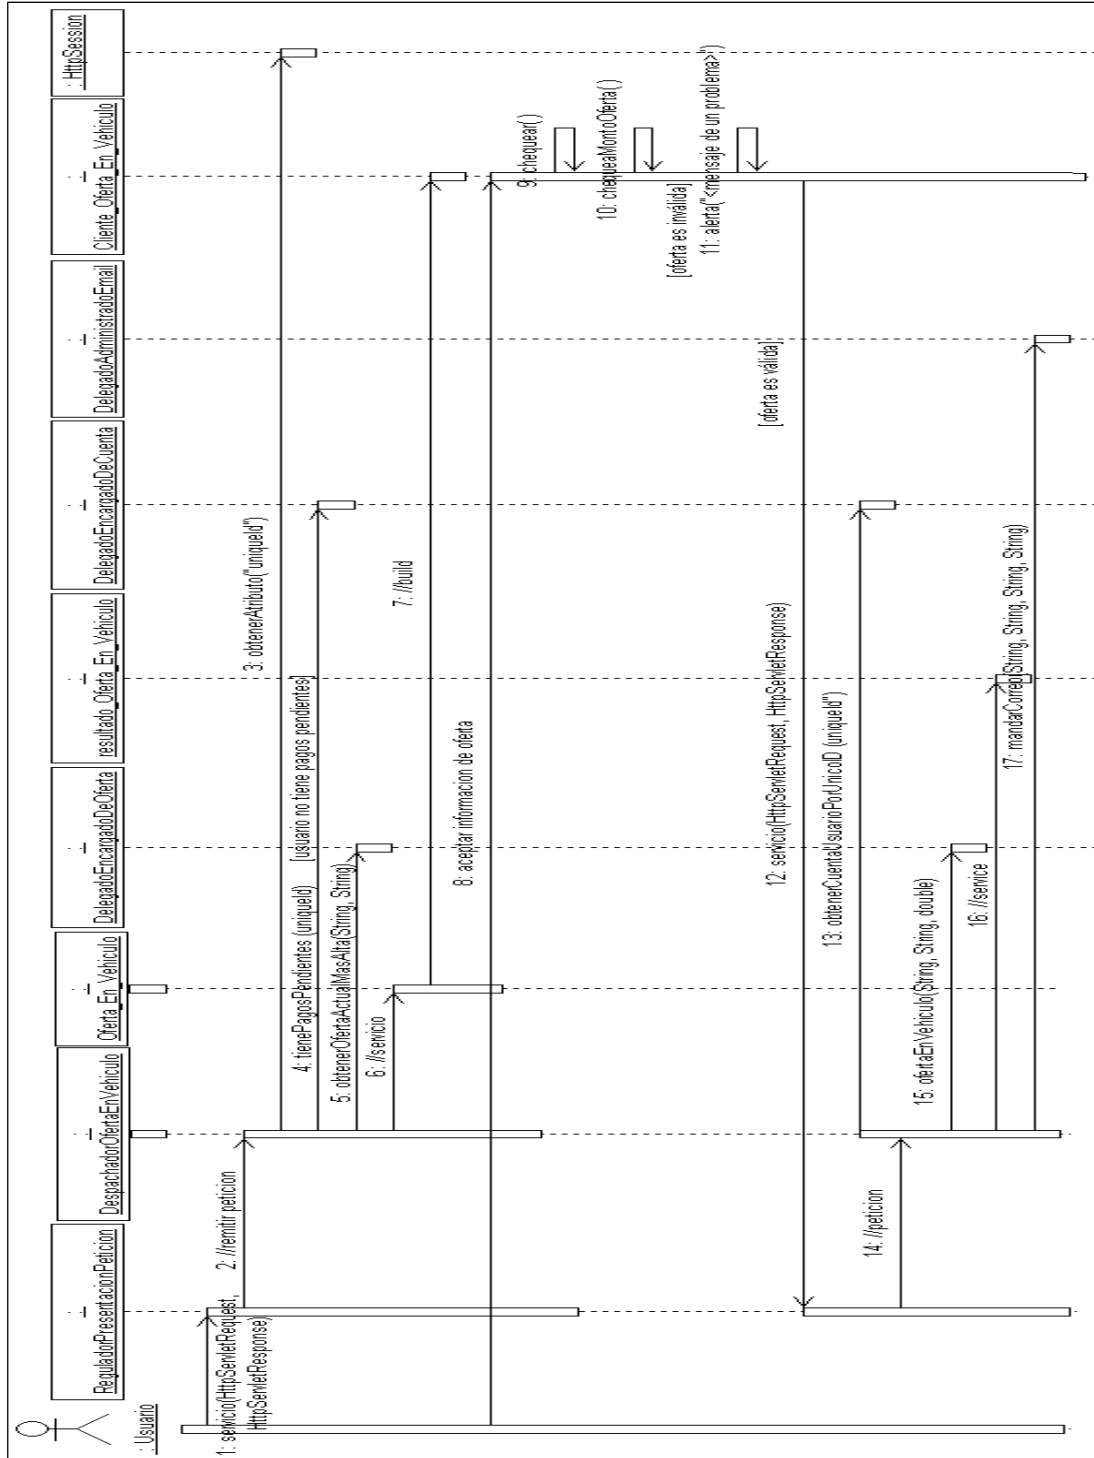 : Usuario
:
ReguladorPresentacionPeticion
:
DespachadorOfertaEnVehiculo
:
Oferta_En_Vehiculo
:
DelegadoEncargadoDeOferta
:
resultado_Oferta_En_Vehiculo
:
DelegadoEncargadoDeCuenta
:
DelegadoAdministradoEmail
:
Cliente_Oferta_En_Vehiculo
: HttpSession
1: servicio(HttpServletRequest,
HttpServletResponse)
2: //remitir peticion
3: obtenerAtributo("uniqueId")
4: tienePagosPendientes (uniqueId)
[usuario no tiene pagos pendientes]
5: obtenerOfertaActualMasAlta(String, String)
6: //servicio
7: //build
8: aceptar informacion de oferta
9: chequear()
10: chequeaMontoOferta()
[oferta es inválida]
11: alerta("<mensaje de un problema>")
[oferta es válida]
12: servicio(HttpServletRequest, HttpServletResponse)
13: obtenerCuentaUsuarioPorUnicoID (uniqueId")
14: //peticion
15: ofertaEnVehiculo(String, String, double)
16: //service
17: mandarCorreo(String, String, String, String)